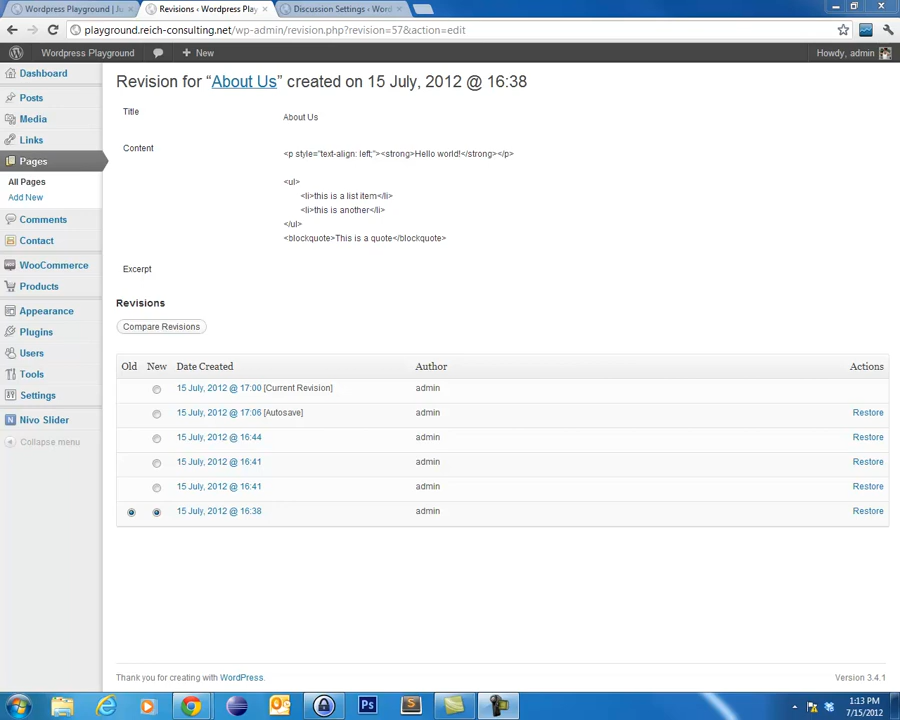 Wordpress Playground | Ju
Revisions ‹ Wordpress Play
Discussion Settings ‹ Word
playground.reich-consulting.net/wp-admin/revision.php?revision=57&action=edit
Wordpress Playground
+ New
Howdy, admin
Dashboard
Posts
Media
Links
Pages
All Pages
Add New
Comments
Contact
WooCommerce
Products
Appearance
Plugins
Users
Tools
Settings
Nivo Slider
Collapse menu
Revision for “About Us” created on 15 July, 2012 @ 16:38
Title
About Us
Content
<p style="text-align: left;"><strong>Hello world!</strong></p>
<ul>
<li>this is a list item</li>
<li>this is another</li>
</ul>
<blockquote>This is a quote</blockquote>
Excerpt
Revisions
Compare Revisions
Old New Date Created Author Actions
15 July, 2012 @ 17:00 [Current Revision] admin
15 July, 2012 @ 17:06 [Autosave] admin Restore
15 July, 2012 @ 16:44 admin Restore
15 July, 2012 @ 16:41 admin Restore
15 July, 2012 @ 16:41 admin Restore
15 July, 2012 @ 16:38 admin Restore
Thank you for creating with WordPress.
Version 3.4.1
Ps
S
1:13 PM
7/15/2012